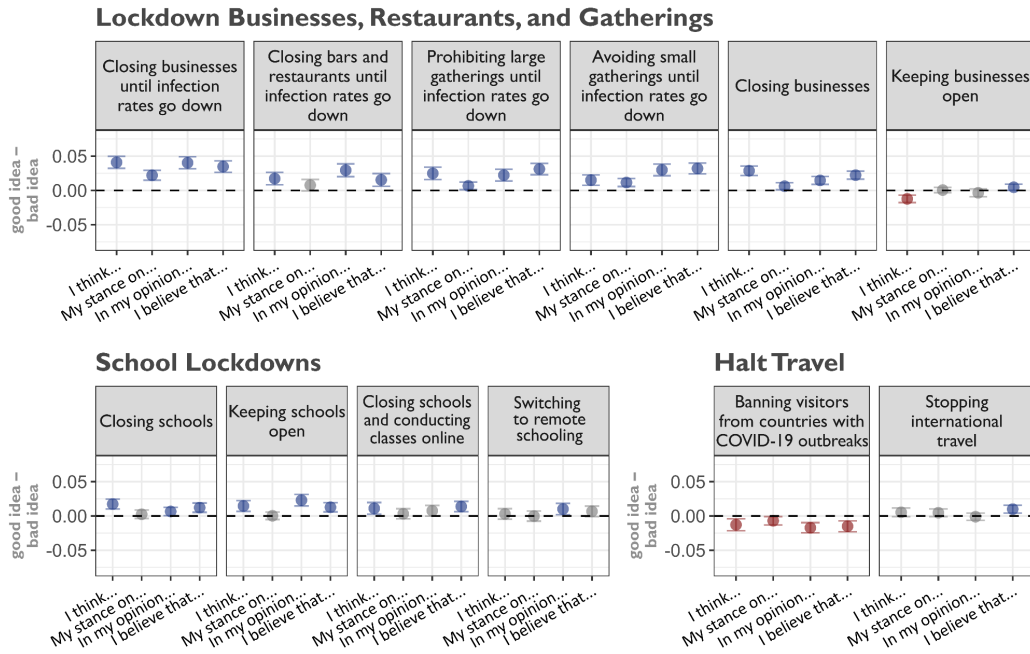 Lockdown Businesses, Restaurants, and Gatherings
Closing businesses
until infection
rates go down
Closing bars and
restaurants until
infection rates go
down
Prohibiting large
gatherings until
infection rates go
down
Avoiding small
gatherings until
infection rates go
down
Closing businesses
Keeping businesses
open
good idea –
bad idea
0.05
0.00
-0.05
I think...
My stance on...
In my opinion...
I believe that...
I think...
My stance on...
In my opinion...
I believe that...
I think...
My stance on...
In my opinion...
I believe that...
I think...
My stance on...
In my opinion...
I believe that...
I think...
My stance on...
In my opinion...
I believe that...
I think...
My stance on...
In my opinion...
I believe that...
School Lockdowns
Closing schools
Keeping schools
open
Closing schools
and conducting
classes online
Switching
to remote
schooling
good idea –
bad idea
0.05
0.00
-0.05
I think...
My stance on...
In my opinion...
I believe that...
I think...
My stance on...
In my opinion...
I believe that...
I think...
My stance on...
In my opinion...
I believe that...
I think...
My stance on...
In my opinion...
I believe that...
Halt Travel
Banning visitors
from countries with
COVID-19 outbreaks
Stopping
international
travel
good idea –
bad idea
0.05
0.00
-0.05
I think...
My stance on...
In my opinion...
I believe that...
I think...
My stance on...
In my opinion...
I believe that...